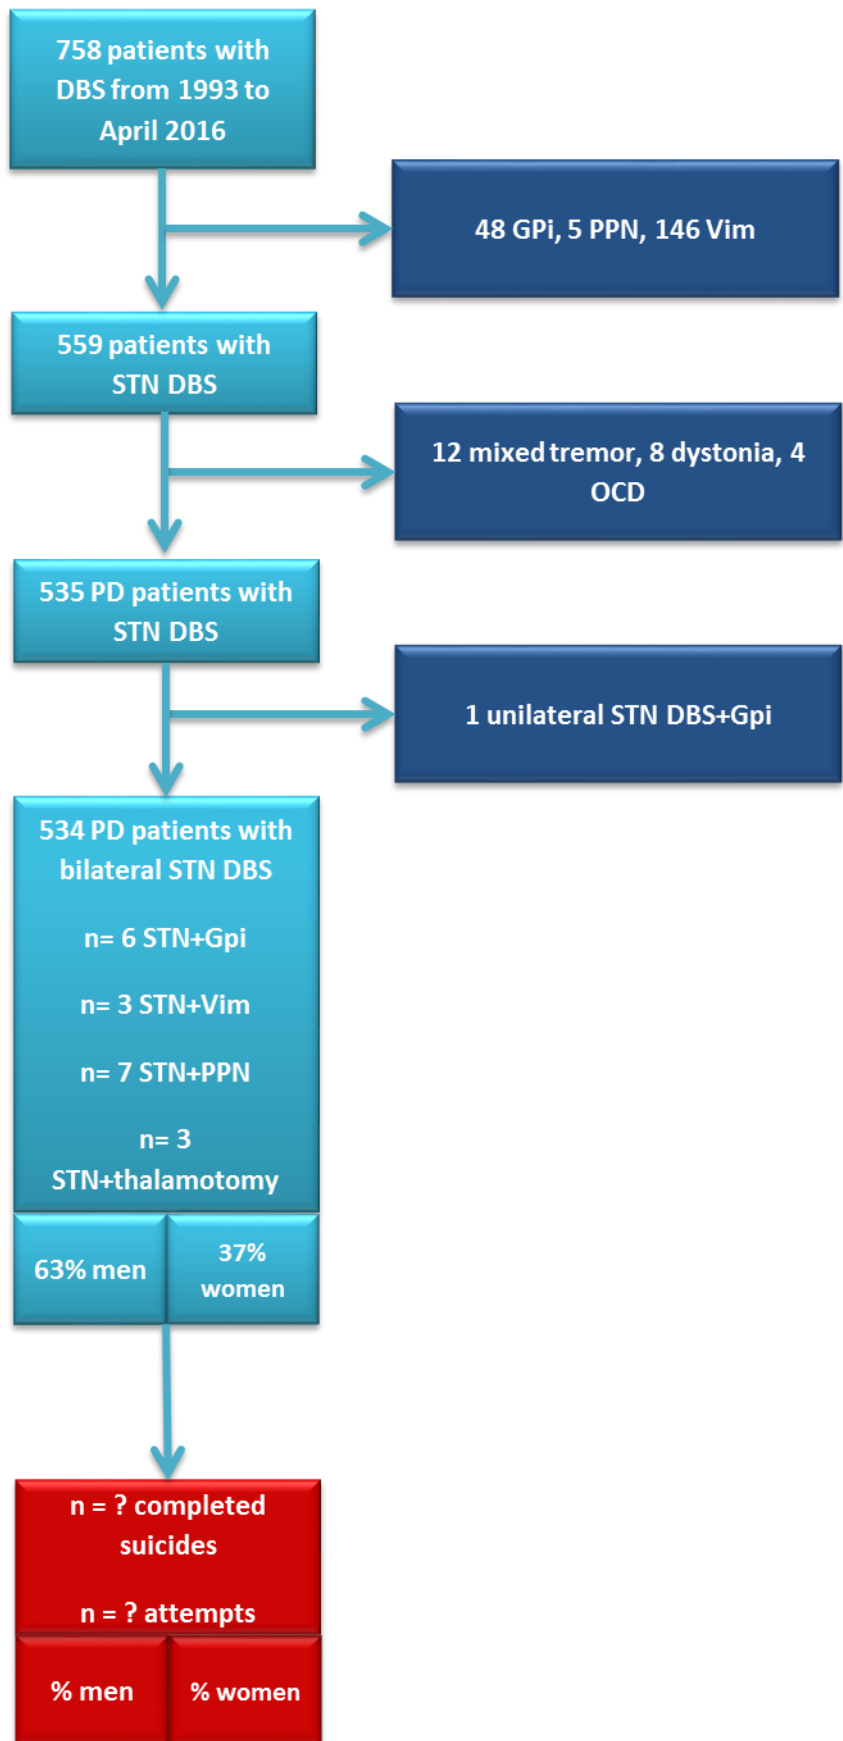 758 patients with
DBS from 1993 to
April 2016
48 GPi, 5 PPN, 146 Vim
559 patients with
STN DBS
12 mixed tremor, 8 dystonia, 4
OCD
535 PD patients with
STN DBS
1 unilateral STN DBS+Gpi
534 PD patients with
bilateral STN DBS
n= 6 STN+Gpi
n= 3 STN+Vim
n= 7 STN+PPN
n= 3
STN+thalamotomy
63% men
37%
women
n = ? completed
suicides
n = ? attempts
% men
% women